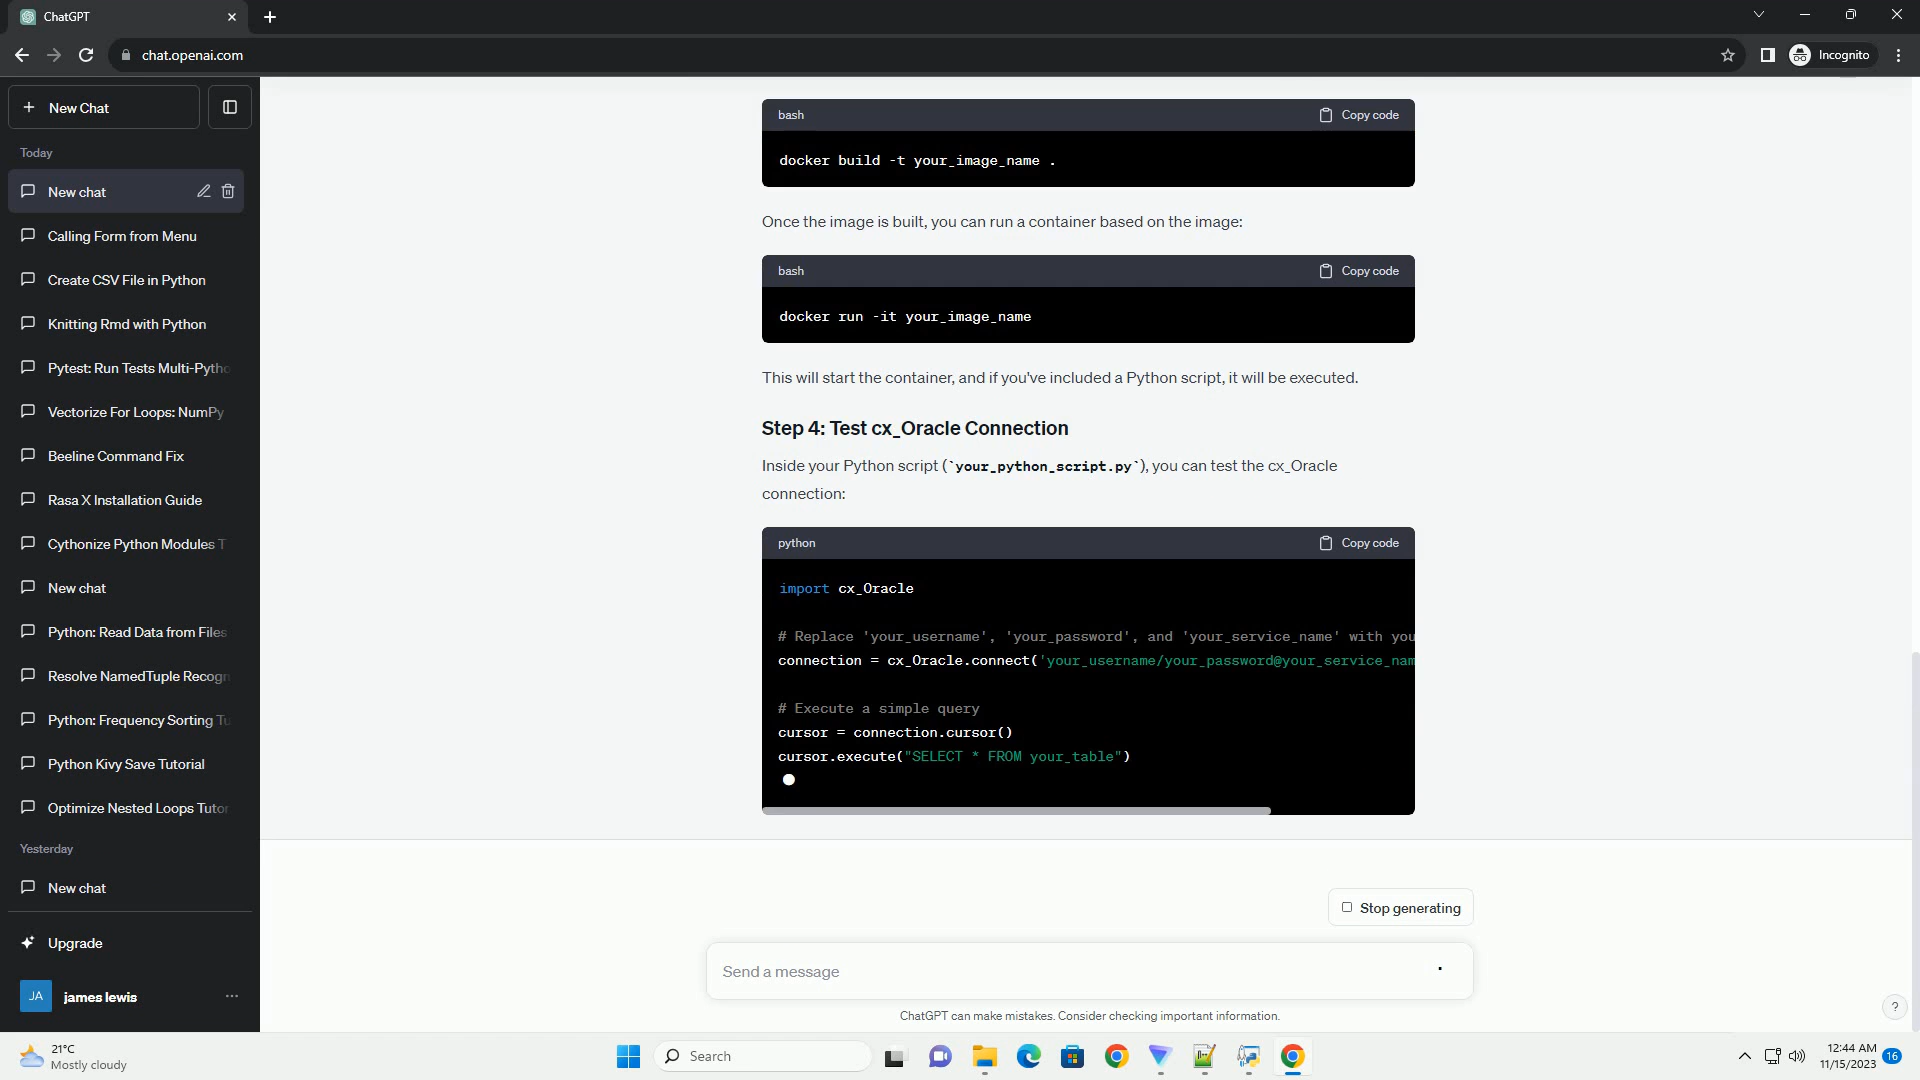 ChatGPT
chat.openai.com
Incognito
New Chat
Today
New chat
Calling Form from Menu
Create CSV File in Python
Knitting Rmd with Python
Pytest: Run Tests Multi-Pytho
Vectorize For Loops: NumPy
Beeline Command Fix
Rasa X Installation Guide
Cythonize Python Modules T
New chat
Python: Read Data from Files
Resolve NamedTuple Recogn
Python: Frequency Sorting Tu
Python Kivy Save Tutorial
Optimize Nested Loops Tutor
Yesterday
New chat
Upgrade
JA james lewis
bash Copy code
docker build -t your_image_name .
Once the image is built, you can run a container based on the image:
bash Copy code
docker run -it your_image_name
This will start the container, and if you've included a Python script, it will be executed.
Step 4: Test cx_Oracle Connection
Inside your Python script (`your_python_script.py`), you can test the cx_Oracle
connection:
python Copy code
import cx_Oracle
# Replace 'your_username', 'your_password', and 'your_service_name' with you
connection = cx_Oracle.connect('your_username/your_password@your_service_nam
# Execute a simple query
cursor = connection.cursor()
cursor.execute("SELECT * FROM your_table")
Stop generating
Send a message
ChatGPT can make mistakes. Consider checking important information.
?
21°C
Mostly cloudy
Search
12:44 AM
11/15/2023
16